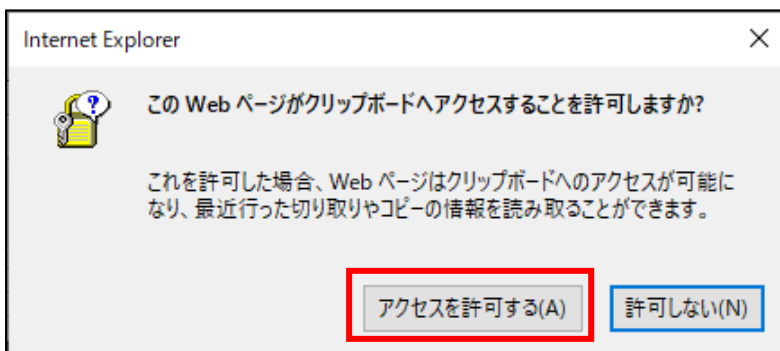 Internet Explorer
この Web ページがクリップボードへアクセスすることを許可しますか?
これを許可した場合、Web ページはクリップボードへのアクセスが可能に
なり、最近行った切り取りやコピーの情報を読み取ることができます。
アクセスを許可する(A)
許可しない(N)